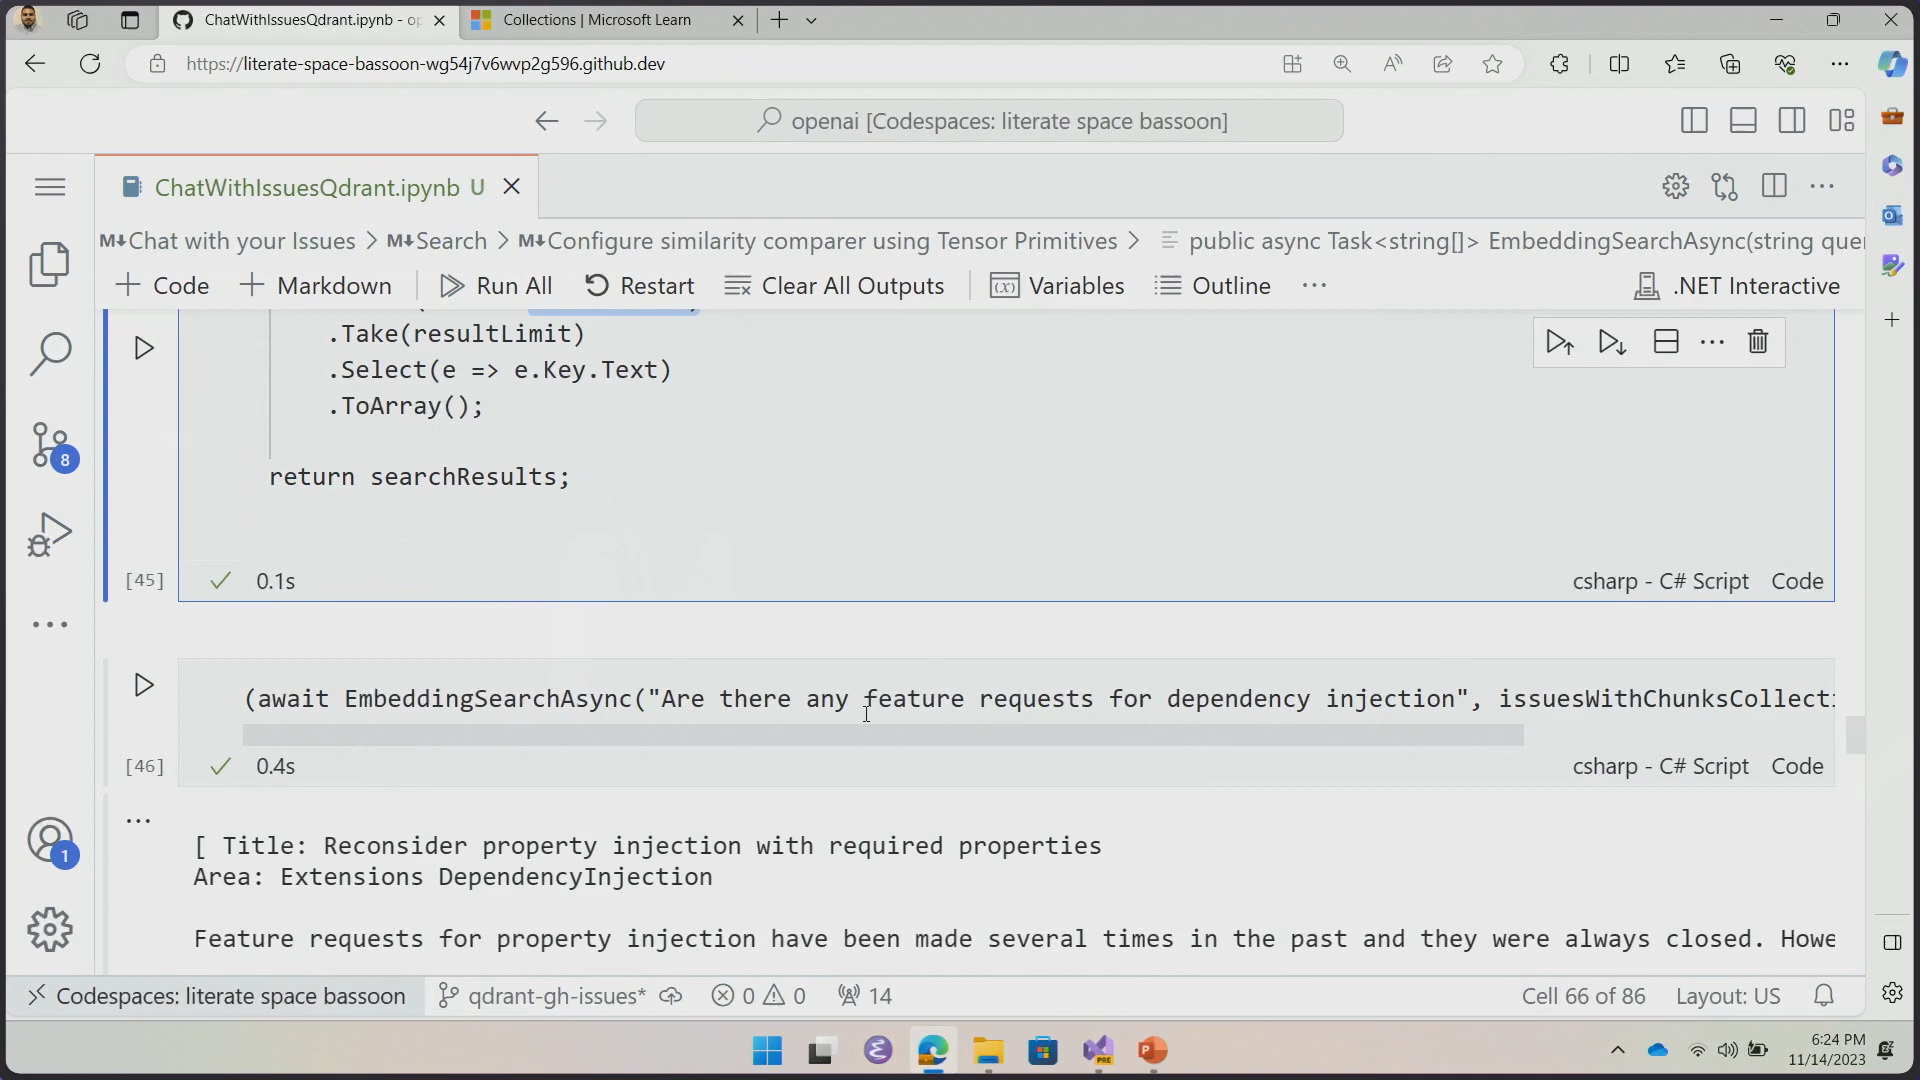 ChatWithIssuesQdrant.ipynb - op
Collections | Microsoft Learn
https://literate-space-bassoon-wg54j7v6wvp2g596.github.dev
openai [Codespaces: literate space bassoon]
ChatWithIssuesQdrant.ipynb U
Chat with your Issues > Search > Configure similarity comparer using Tensor Primitives > public async Task<string[]> EmbeddingSearchAsync(string quer
+ Code + Markdown Run All Restart Clear All Outputs Variables Outline ... .NET Interactive
.Take(resultLimit)
.Select(e => e.Key.Text)
.ToArray();
return searchResults;
[45] ✓ 0.1s csharp - C# Script Code
(await EmbeddingSearchAsync("Are there any feature requests for dependency injection", issuesWithChunksCollecti
[46] ✓ 0.4s csharp - C# Script Code
...
[ Title: Reconsider property injection with required properties
Area: Extensions DependencyInjection
Feature requests for property injection have been made several times in the past and they were always closed. Howe
8
1
Codespaces: literate space bassoon qdrant-gh-issues* 0 0 14 Cell 66 of 86 Layout: US
PRE
6:24 PM
11/14/2023